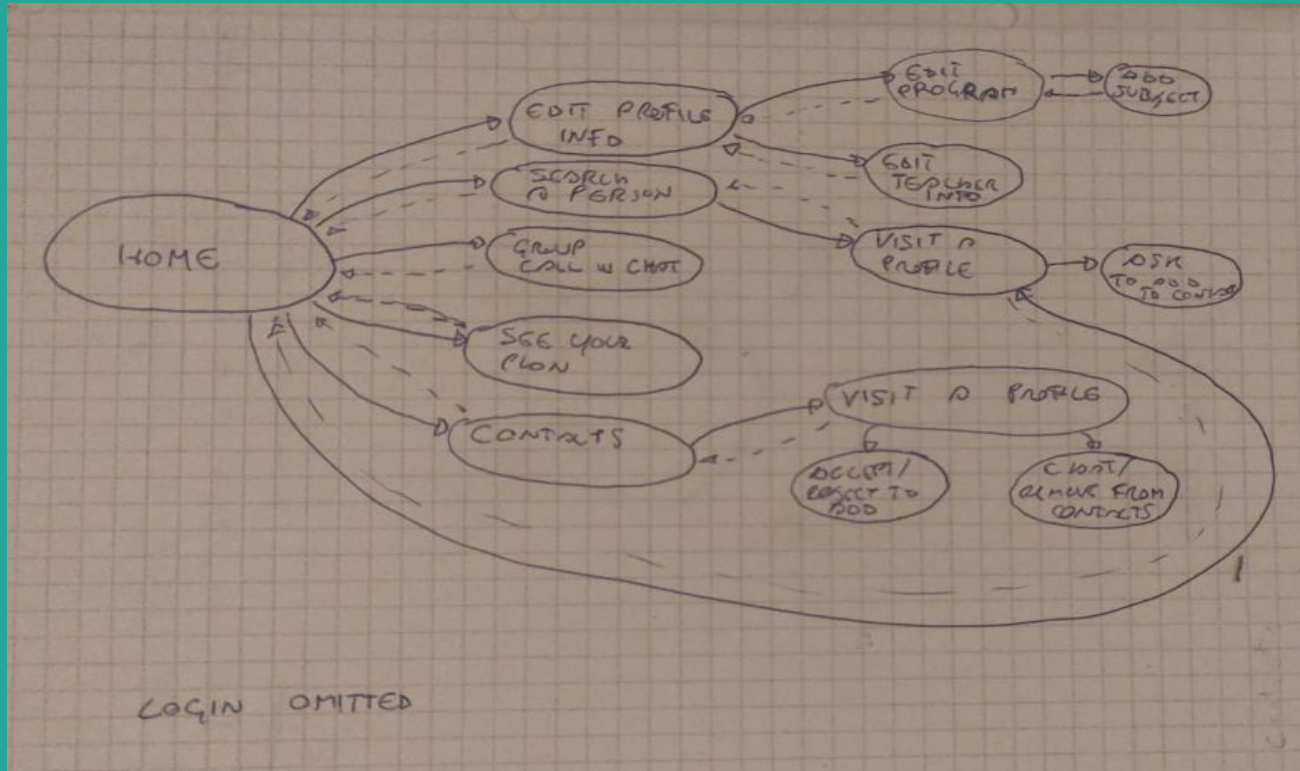 HOME
EDIT PROFILE
INFO
SEARCH
A PERSON
GROUP
CALL IN CHAT
SEE YOUR
PLAN
CONTACTS
EDIT
PROGRAM
ADD
SUBJECT
EDIT
TEACHER
INFO
VISIT A
PROFILE
ASK
TO ADD
TO CONTACT
VISIT A PROFILE
ACCEPT/
REJECT TO
ADD
CHAT/
REMOVE FROM
CONTACTS
LOGIN OMITTED